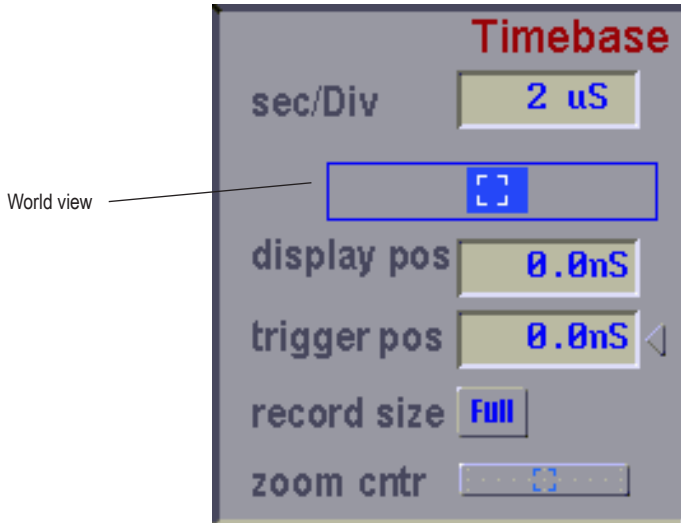 Timebase
sec/Div 2 uS
World view
display pos 0.0nS
trigger pos 0.0nS
record size Full
zoom cntr